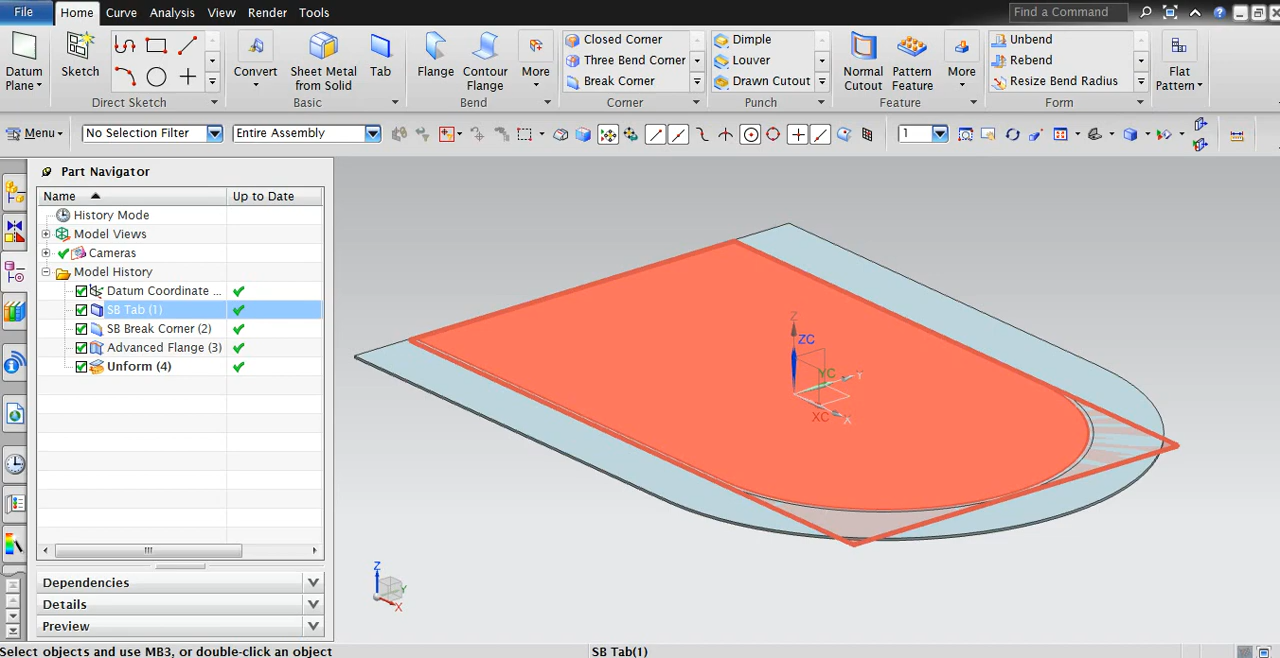 File Home Curve Analysis View Render Tools Find a Command
Datum Plane Sketch Direct Sketch
Convert Sheet Metal from Solid Tab Basic
Flange Contour Flange More Bend
Closed Corner
Three Bend Corner
Break Corner
Corner
Dimple
Louver
Drawn Cutout
Punch
Normal Cutout Pattern Feature More Feature
Unbend
Rebend
Resize Bend Radius
Form
Flat Pattern
Menu No Selection Filter Entire Assembly 1
Part Navigator
Name Up to Date
History Mode
Model Views
Cameras
Model History
Datum Coordinate ...
SB Tab (1)
SB Break Corner (2)
Advanced Flange (3)
Unform (4)
Dependencies
Details
Preview
Z
ZC
YC Y
XC X
Z
Y
X
Select objects and use MB3, or double-click an object SB Tab(1)